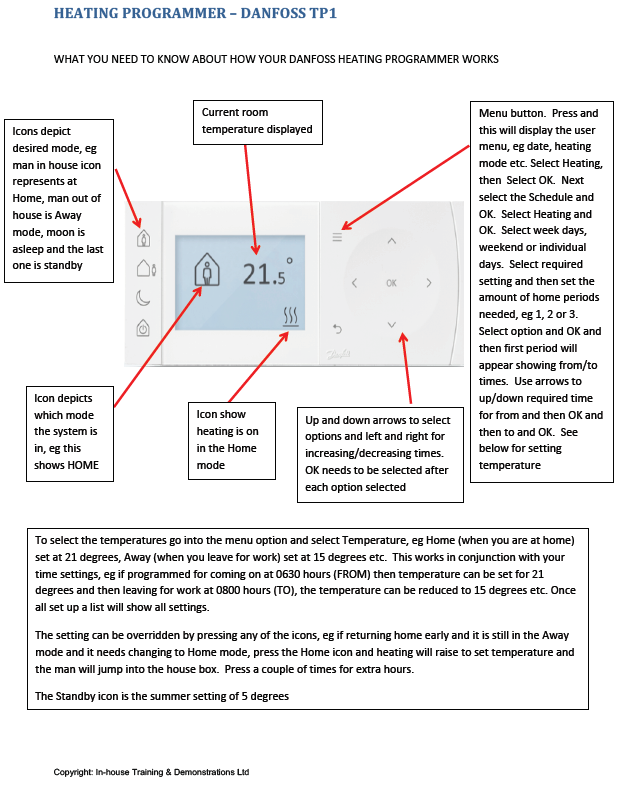 HEATING PROGRAMMER – DANFOSS TP1
WHAT YOU NEED TO KNOW ABOUT HOW YOUR DANFOSS HEATING PROGRAMMER WORKS
Icons depict
desired mode, eg
man in house icon
represents at
Home, man out of
house is Away
mode, moon is
asleep and the last
one is standby
Current room
temperature displayed
Menu button.  Press and
this will display the user
menu, eg date, heating
mode etc. Select Heating,
then  Select OK.  Next
select the Schedule and
OK.  Select Heating and
OK.  Select week days,
weekend or individual
days.  Select required
setting and then set the
amount of home periods
needed, eg 1, 2 or 3.
Select option and OK and
then first period will
appear showing from/to
times.  Use arrows to
up/down required time
for from and then OK and
then to and OK.  See
below for setting
temperature
21.5°
OK
Danfoss
Icon depicts
which mode
the system is
in, eg this
shows HOME
Icon show
heating is on
in the Home
mode
Up and down arrows to select
options and left and right for
increasing/decreasing times.
OK needs to be selected after
each option selected
To select the temperatures go into the menu option and select Temperature, eg Home (when you are at home)
set at 21 degrees, Away (when you leave for work) set at 15 degrees etc.  This works in conjunction with your
time settings, eg if programmed for coming on at 0630 hours (FROM) then temperature can be set for 21
degrees and then leaving for work at 0800 hours (TO), the temperature can be reduced to 15 degrees etc. Once
all set up a list will show all settings.
The setting can be overridden by pressing any of the icons, eg if returning home early and it is still in the Away
mode and it needs changing to Home mode, press the Home icon and heating will raise to set temperature and
the man will jump into the house box.  Press a couple of times for extra hours.
The Standby icon is the summer setting of 5 degrees
Copyright: In-house Training & Demonstrations Ltd